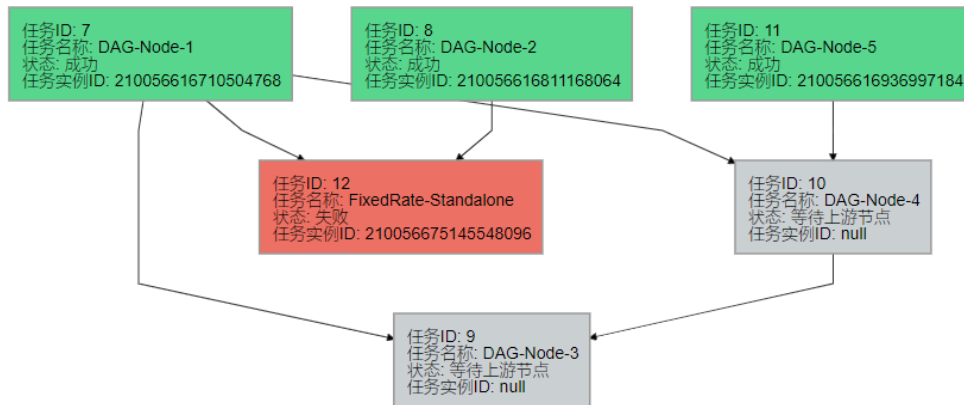 任务ID: 7
任务名称: DAG-Node-1
状态: 成功
任务实例ID: 210056616710504768
任务ID: 8
任务名称: DAG-Node-2
状态: 成功
任务实例ID: 210056616811168064
任务ID: 11
任务名称: DAG-Node-5
状态: 成功
任务实例ID: 210056616936997184
任务ID: 12
任务名称: FixedRate-Standalone
状态: 失败
任务实例ID: 210056675145548096
任务ID: 10
任务名称: DAG-Node-4
状态: 等待上游节点
任务实例ID: null
任务ID: 9
任务名称: DAG-Node-3
状态: 等待上游节点
任务实例ID: null